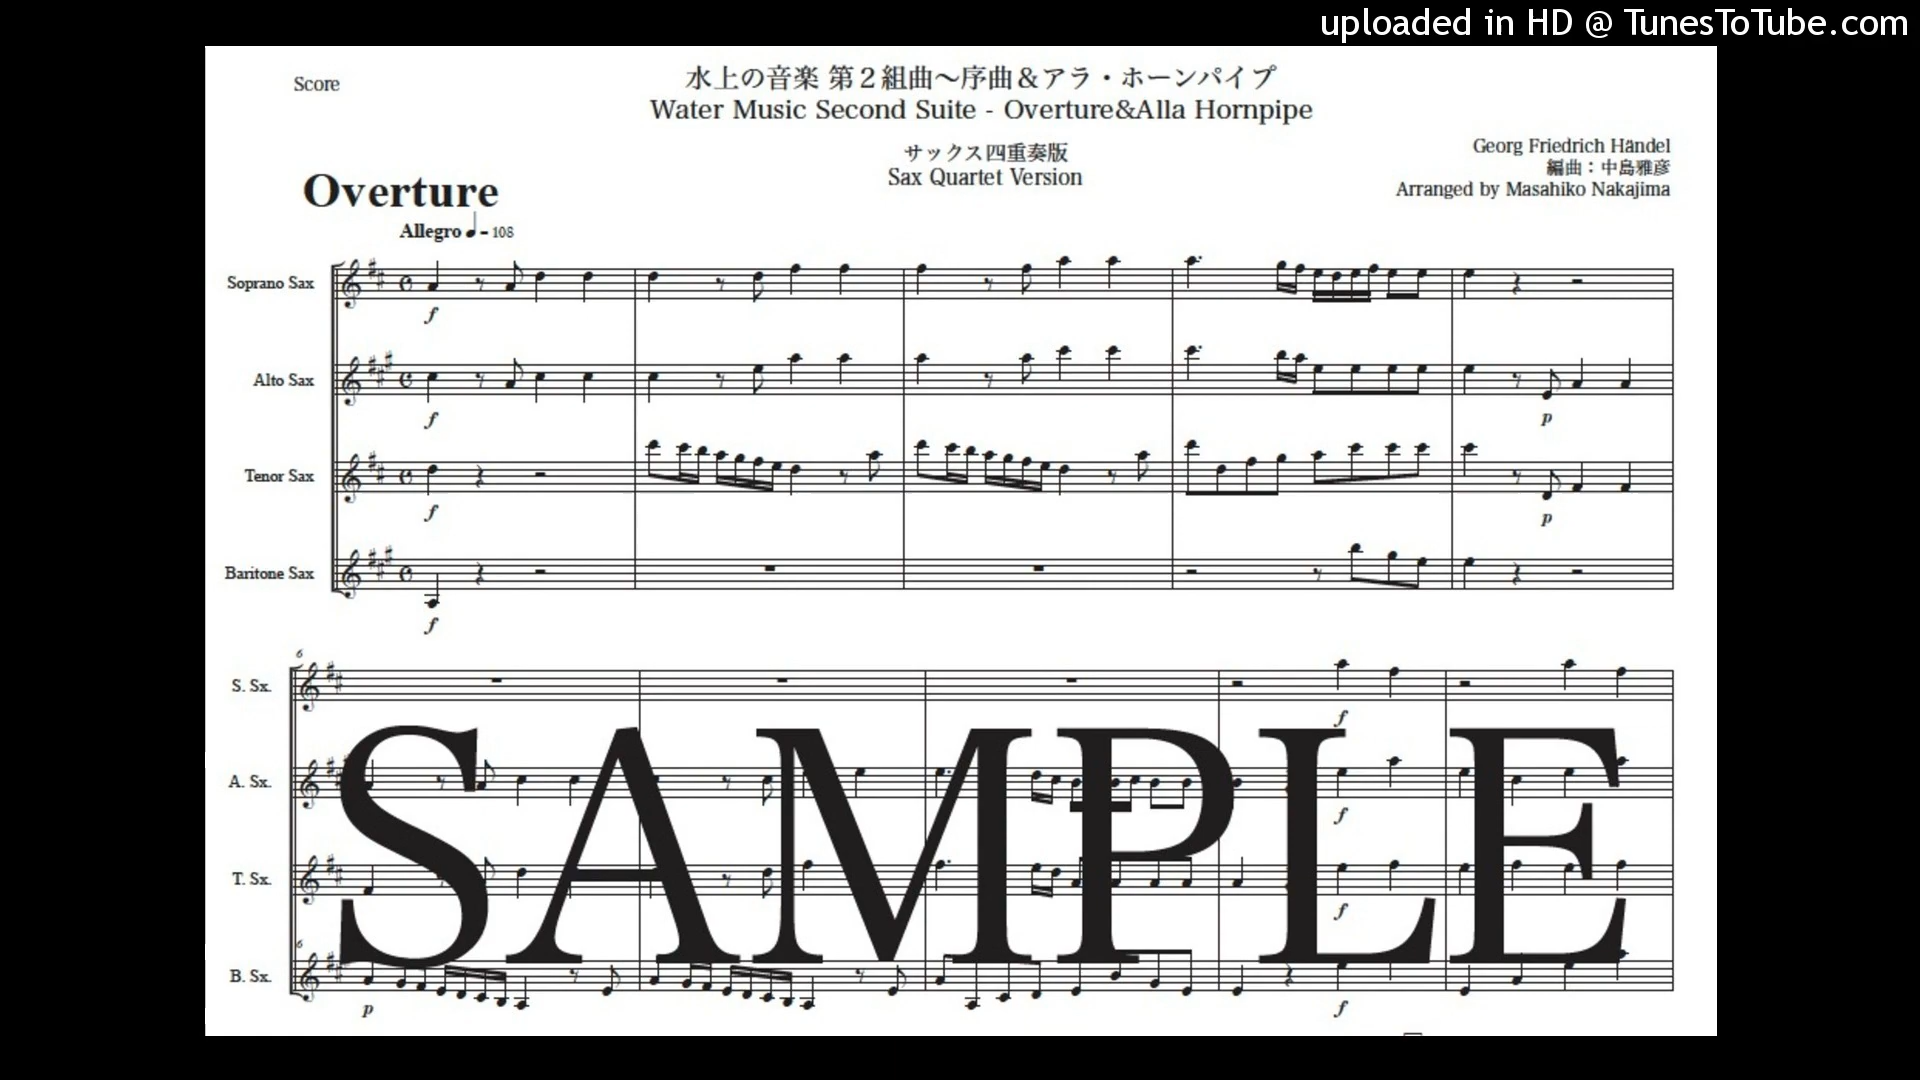 uploaded in HD @ TunesToTube.com
Score
水上の音楽 第２組曲～序曲＆アラ・ホーンパイプ
Water Music Second Suite - Overture&Alla Hornpipe
サックス四重奏版
Sax Quartet Version
Georg Friedrich Händel
編曲：中島雅彦
Arranged by Masahiko Nakajima
Overture
Allegro ♩ = 108
Soprano Sax
f
Alto Sax
f
p
Tenor Sax
f
p
Baritone Sax
f
6
S. Sx.
f
SAMPLE
A. Sx.
f
T. Sx.
f
6
B. Sx.
p
f